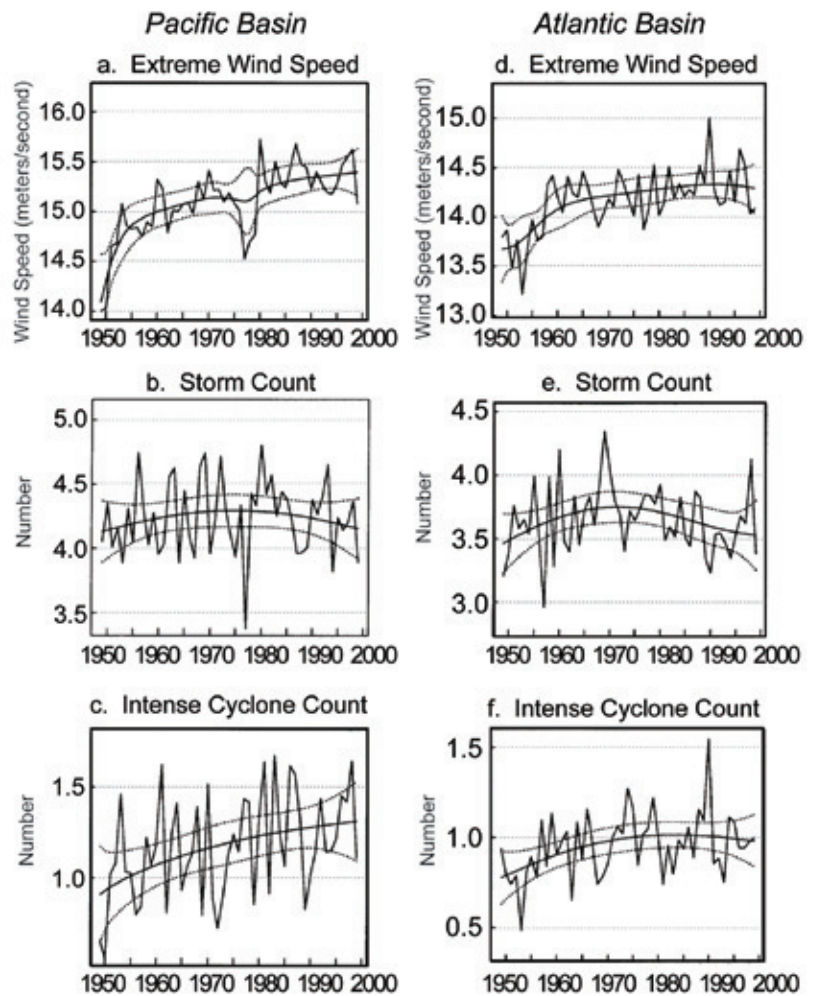 Pacific Basin
Atlantic Basin
a. Extreme Wind Speed
Wind Speed (meters/second)
16.0
15.5
15.0
14.5
14.0
1950 1960 1970 1980 1990 2000
d. Extreme Wind Speed
Wind Speed (meters/second)
15.0
14.5
14.0
13.5
13.0
1950 1960 1970 1980 1990 2000
b. Storm Count
Number
5.0
4.5
4.0
3.5
1950 1960 1970 1980 1990 2000
e. Storm Count
Number
4.5
4.0
3.5
3.0
1950 1960 1970 1980 1990 2000
c. Intense Cyclone Count
Number
1.5
1.0
1950 1960 1970 1980 1990 2000
f. Intense Cyclone Count
Number
1.5
1.0
0.5
1950 1960 1970 1980 1990 2000